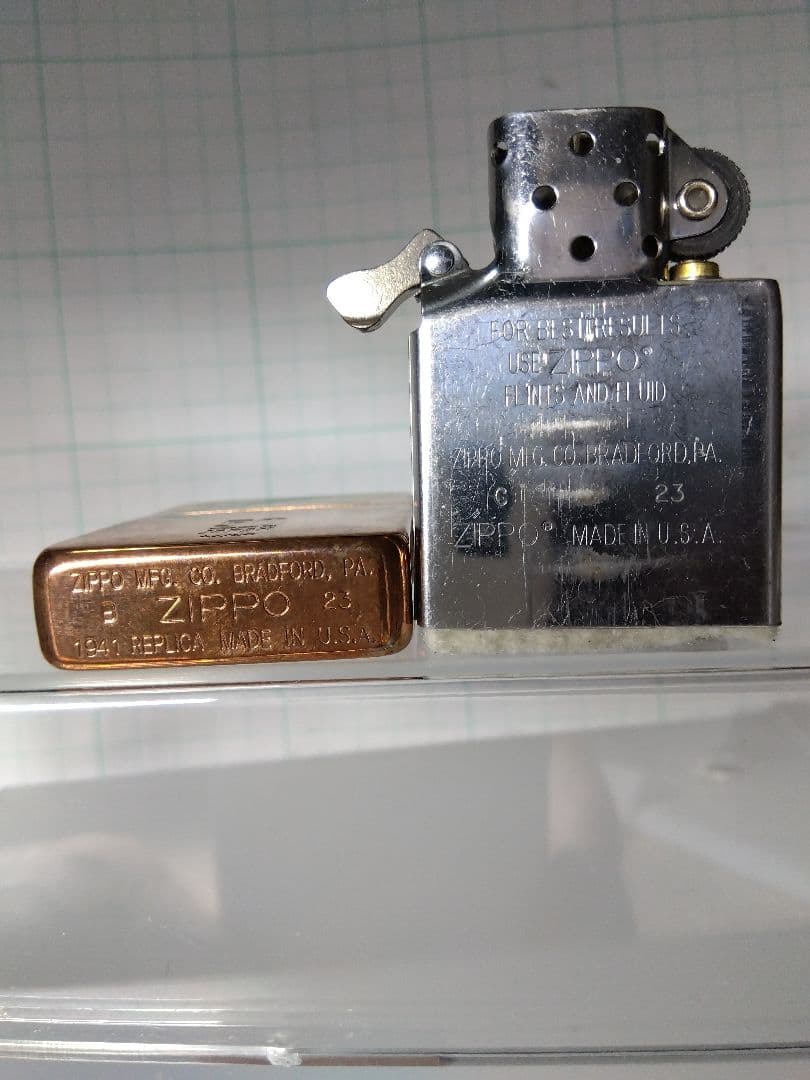 ZIPPO MFG. CO. BRADFORD, PA.
B ZIPPO 23
1941 REPLICA MADE IN U.S.A.
FOR BEST RESULTS
USE ZIPPO®
FLINTS AND FLUID
ZIPPO MFG. CO. BRADFORD, PA.
G 23
ZIPPO® MADE IN U.S.A.